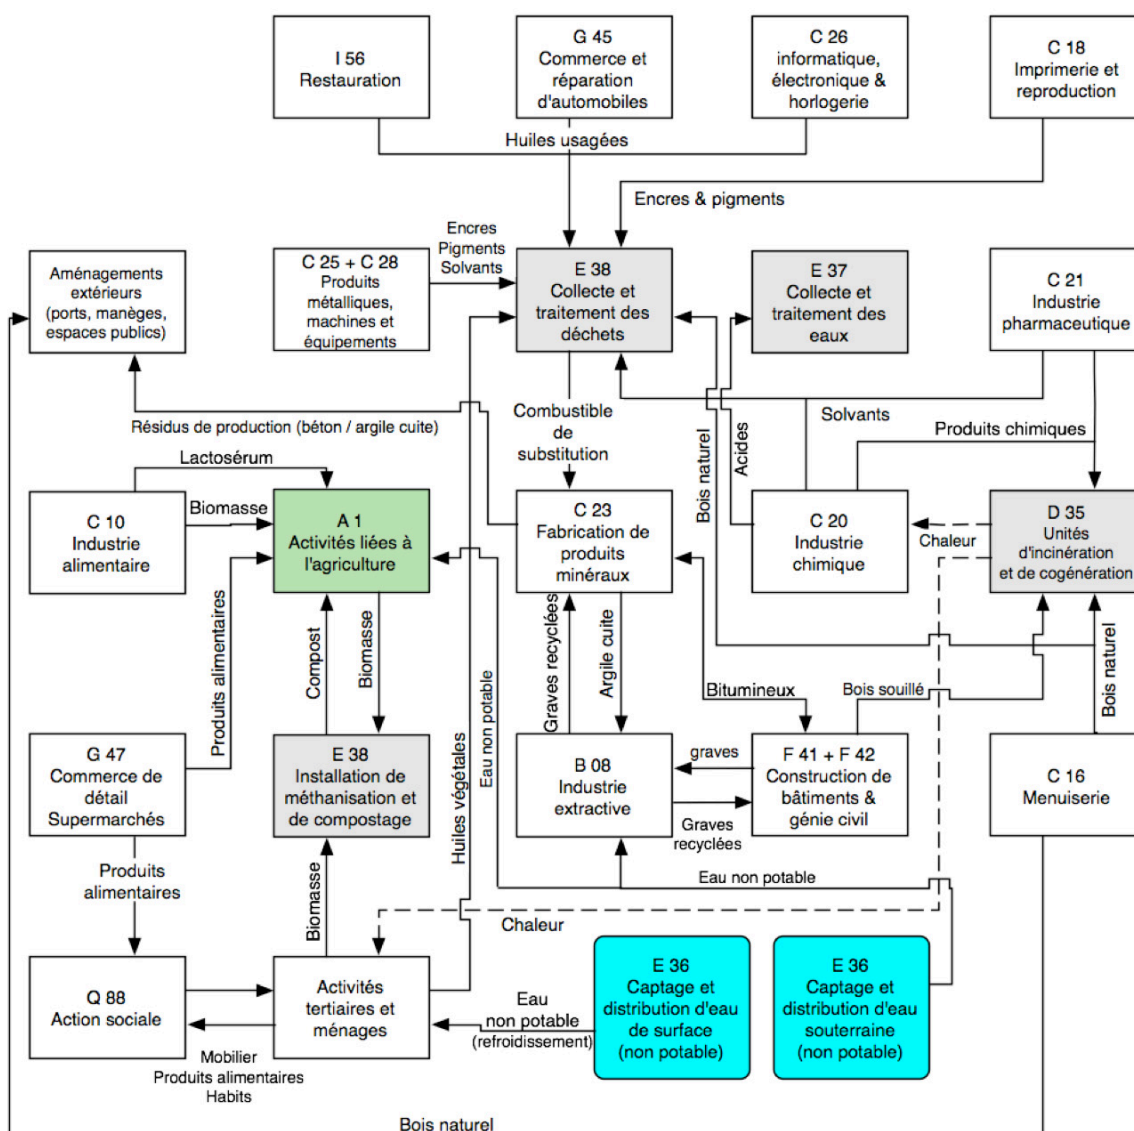 I 56
Restauration
G 45
Commerce et
réparation
d'automobiles
C 26
informatique,
électronique &
horlogerie
C 18
Imprimerie et
reproduction
Huiles usagées
Encres & pigments
Encres
Pigments
Solvants
Aménagements
extérieurs
(ports, manèges,
espaces publics)
C 25 + C 28
Produits
métalliques,
machines et
équipements
E 38
Collecte et
traitement des
déchets
E 37
Collecte et
traitement des
eaux
C 21
Industrie
pharmaceutique
Résidus de production (béton / argile cuite)
Combustible
de
substitution
Bois naturel
Acides
Solvants
Produits chimiques
Lactosérum
Biomasse
C 10
Industrie
alimentaire
A 1
Activités liées à
l'agriculture
C 23
Fabrication de
produits
minéraux
C 20
Industrie
chimique
Chaleur
D 35
Unités
d'incinération
et de cogénération
Produits alimentaires
Compost
Biomasse
Huiles végétales
Eau non potable
Graves recyclées
Argile cuite
Bitumineux
Bois souillé
Bois naturel
G 47
Commerce de
détail
Supermarchés
E 38
Installation de
méthanisation et
de compostage
B 08
Industrie
extractive
graves
Graves
recyclées
F 41 + F 42
Construction de
bâtiments &
génie civil
C 16
Menuiserie
Produits
alimentaires
Biomasse
Eau non potable
Chaleur
Q 88
Action sociale
Activités
tertiaires et
ménages
Eau
non potable
(refroidissement)
E 36
Captage et
distribution d'eau
de surface
(non potable)
E 36
Captage et
distribution d'eau
souterraine
(non potable)
Mobilier
Produits alimentaires
Habits
Bois naturel